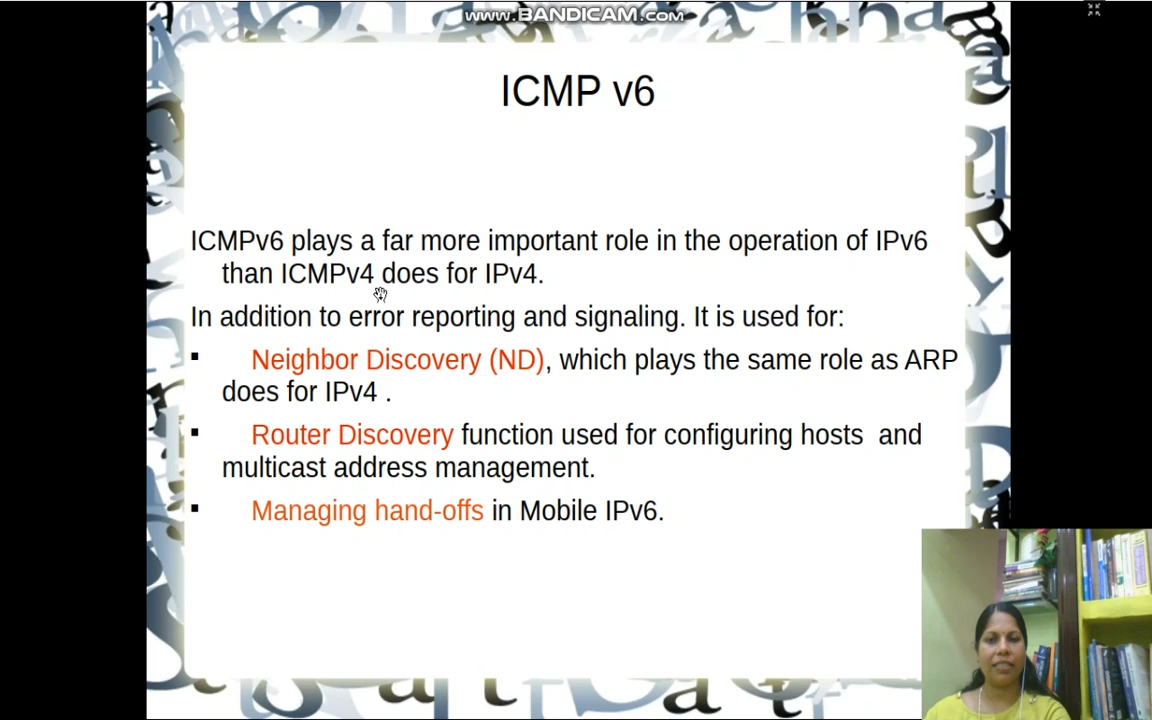 www.BANDICAM.com
ICMP v6
ICMPv6 plays a far more important role in the operation of IPv6
than ICMPv4 does for IPv4.
In addition to error reporting and signaling. It is used for:
▪ Neighbor Discovery (ND), which plays the same role as ARP
does for IPv4 .
▪ Router Discovery function used for configuring hosts and
multicast address management.
▪ Managing hand-offs in Mobile IPv6.